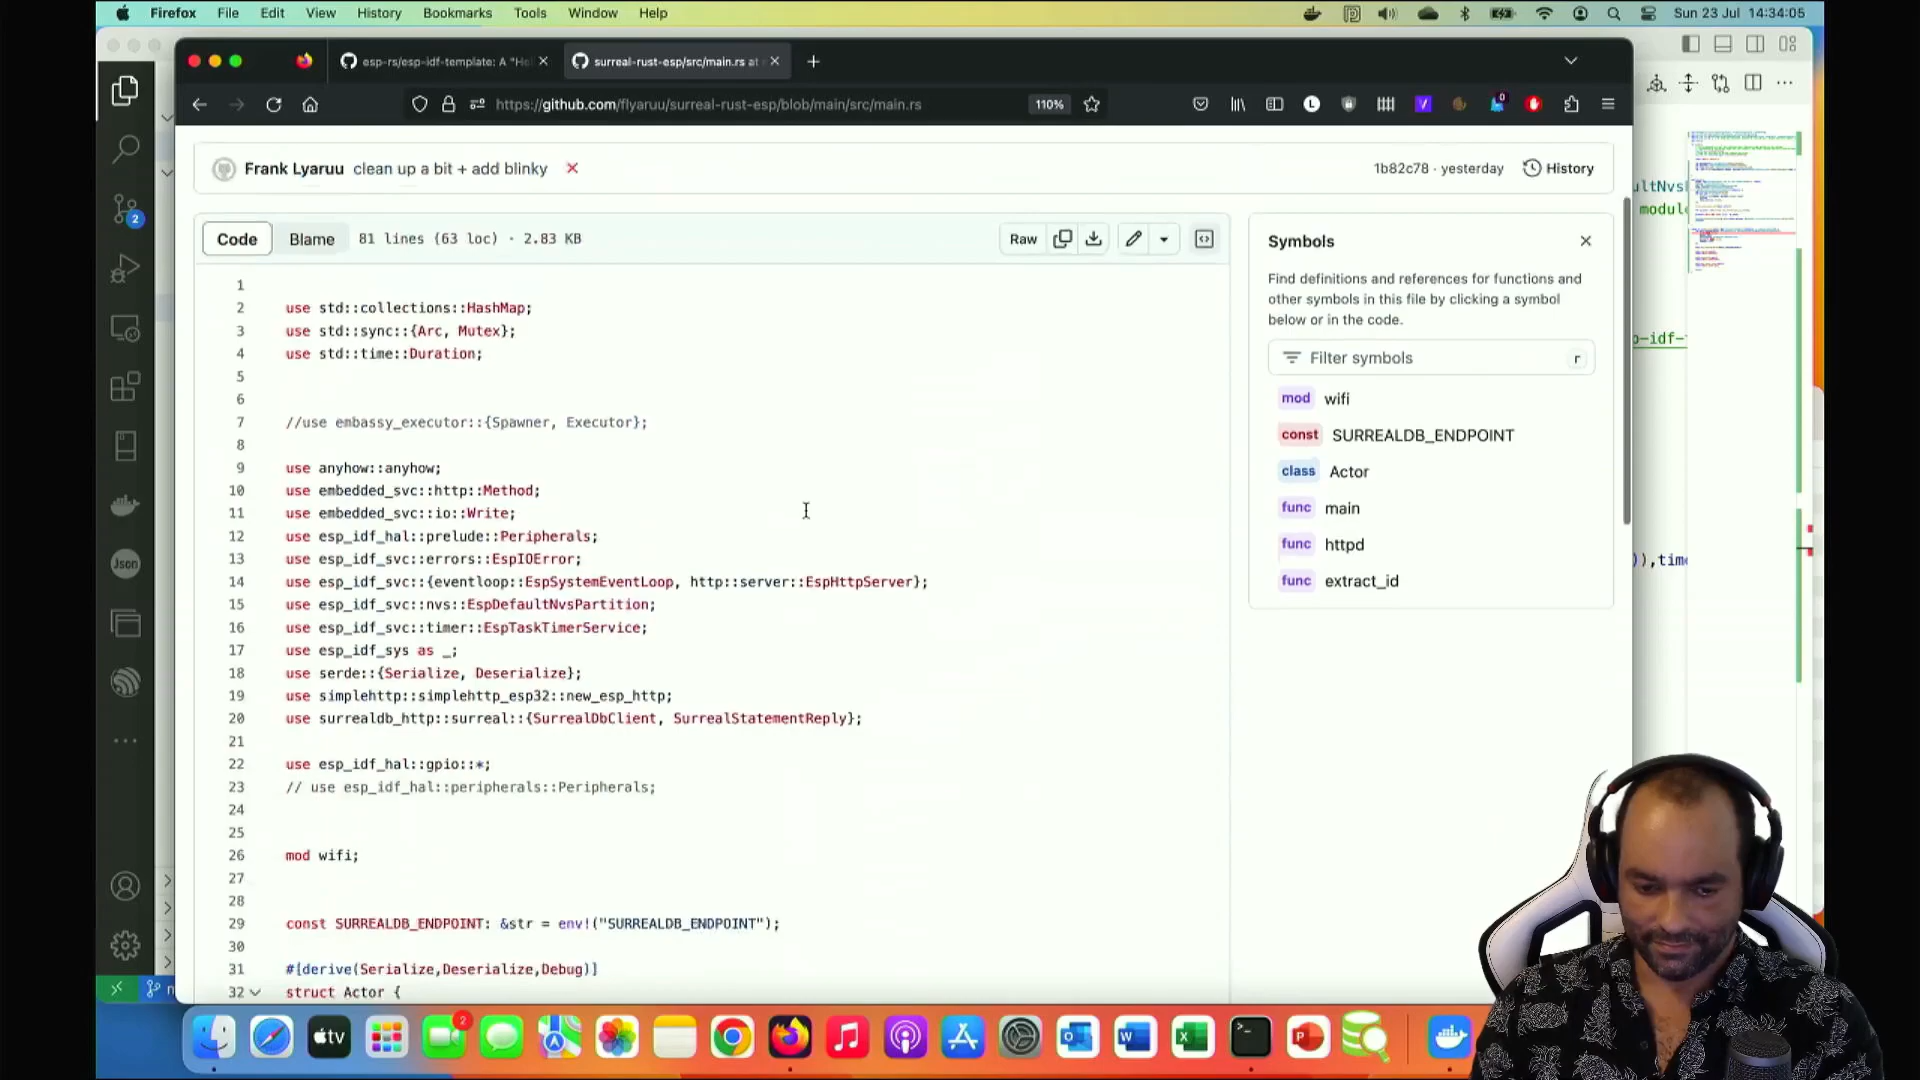 Firefox File Edit View History Bookmarks Tools Window Help
Sun 23 Jul 14:34:05
esp-rs/esp-idf-template: A "He
surreal-rust-esp/src/main.rs at
https://github.com/flyaruu/surreal-rust-esp/blob/main/src/main.rs
110%
0
Frank Lyaruu clean up a bit + add blinky
1b82c78 · yesterday
History
Code Blame 81 lines (63 loc) · 2.83 KB
Raw
1
2 use std::collections::HashMap;
3 use std::sync::{Arc, Mutex};
4 use std::time::Duration;
5
6
7 //use embassy_executor::{Spawner, Executor};
8
9 use anyhow::anyhow;
10 use embedded_svc::http::Method;
11 use embedded_svc::io::Write;
12 use esp_idf_hal::prelude::Peripherals;
13 use esp_idf_svc::errors::EspIOError;
14 use esp_idf_svc::{eventloop::EspSystemEventLoop, http::server::EspHttpServer};
15 use esp_idf_svc::nvs::EspDefaultNvsPartition;
16 use esp_idf_svc::timer::EspTaskTimerService;
17 use esp_idf_sys as _;
18 use serde::{Serialize, Deserialize};
19 use simplehttp::simplehttp_esp32::new_esp_http;
20 use surrealdb_http::surreal::{SurrealDbClient, SurrealStatementReply};
21
22 use esp_idf_hal::gpio::*;
23 // use esp_idf_hal::peripherals::Peripherals;
24
25
26 mod wifi;
27
28
29 const SURREALDB_ENDPOINT: &str = env!("SURREALDB_ENDPOINT");
30
31 #[derive(Serialize,Deserialize,Debug)]
32 struct Actor {
Symbols
Find definitions and references for functions and
other symbols in this file by clicking a symbol
below or in the code.
Filter symbols r
mod wifi
const SURREALDB_ENDPOINT
class Actor
func main
func httpd
func extract_id
ultNvs
modul
p-idf-
)),tim
2
Json
tv
2